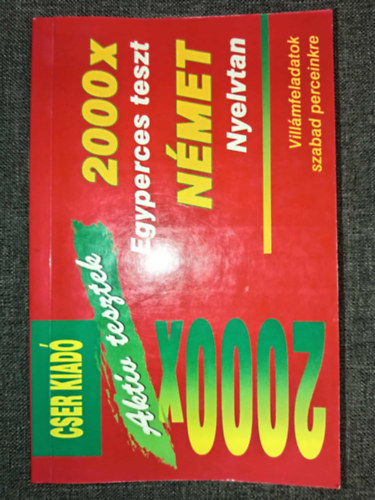 CSER KIADÓ
Aktív tesztek
2000x
Egyperces teszt
NÉMET
Nyelvtan
Villámfeladatok
szabad perceinkre
2000x